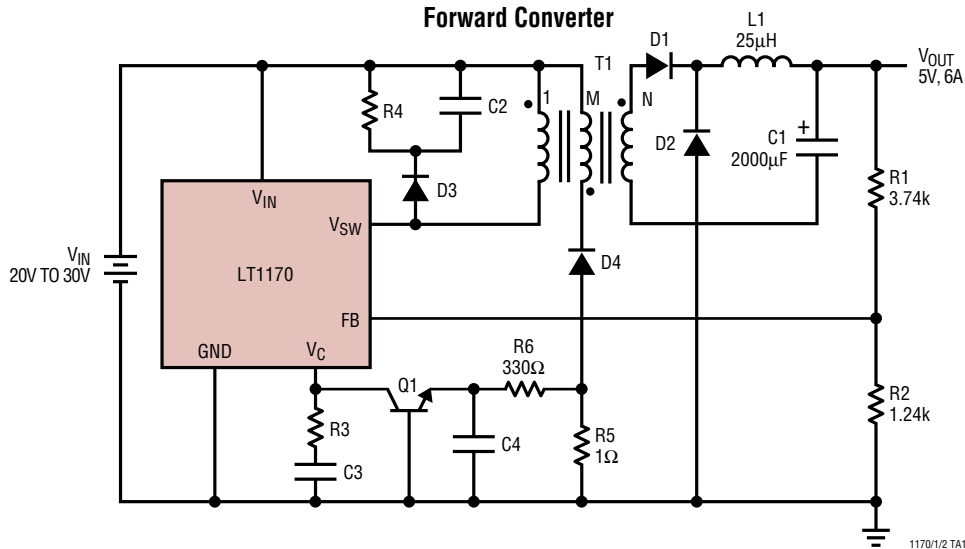 Forward Converter
L1
25μH
D1
VOUT
5V, 6A
T1
R4
C2
1
M
N
D2
C1
2000μF
+
D3
R1
3.74k
VIN
VSW
VIN
20V TO 30V
LT1170
D4
FB
GND
VC
R6
330Ω
Q1
R2
1.24k
R3
C4
R5
1Ω
C3
1170/1/2 TA1